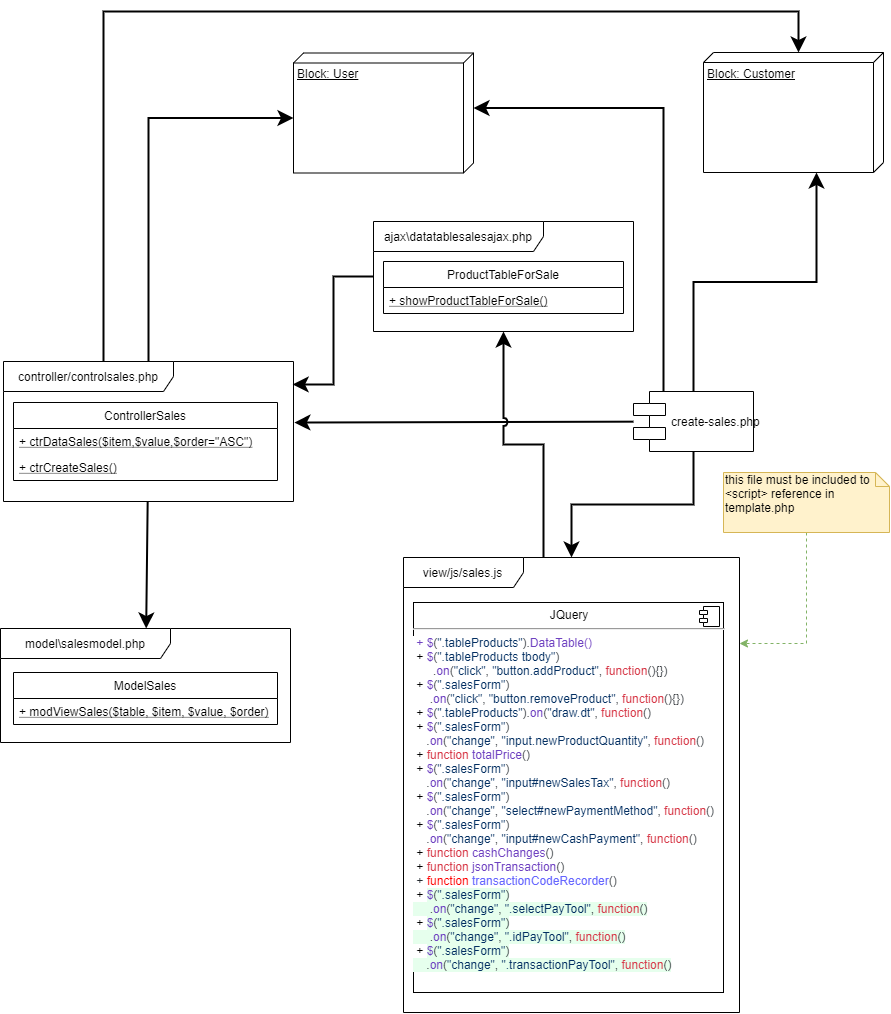 Block: User
Block: Customer
ajax\datatablesalesajax.php
ProductTableForSale
+ showProductTableForSale()
controller/controlsales.php
ControllerSales
+ ctrDataSales($item,$value,$order="ASC")
+ ctrCreateSales()
create-sales.php
this file must be included to
<script> reference in
template.php
view/js/sales.js
JQuery
+ $(".tableProducts").DataTable()
+ $(".tableProducts tbody")
.on("click", "button.addProduct", function(){})
+ $(".salesForm")
.on("click", "button.removeProduct", function(){})
+ $(".tableProducts").on("draw.dt", function()
+ $(".salesForm")
.on("change", "input.newProductQuantity", function()
+ function totalPrice()
+ $(".salesForm")
.on("change", "input#newSalesTax", function()
+ $(".salesForm")
.on("change", "select#newPaymentMethod", function()
+ $(".salesForm")
.on("change", "input#newCashPayment", function()
+ function cashChanges()
+ function jsonTransaction()
+ function transactionCodeRecorder()
+ $(".salesForm")
.on("change", ".selectPayTool", function()
+ $(".salesForm")
.on("change", ".idPayTool", function()
+ $(".salesForm")
.on("change", ".transactionPayTool", function()
model\salesmodel.php
ModelSales
+ modViewSales($table, $item, $value, $order)